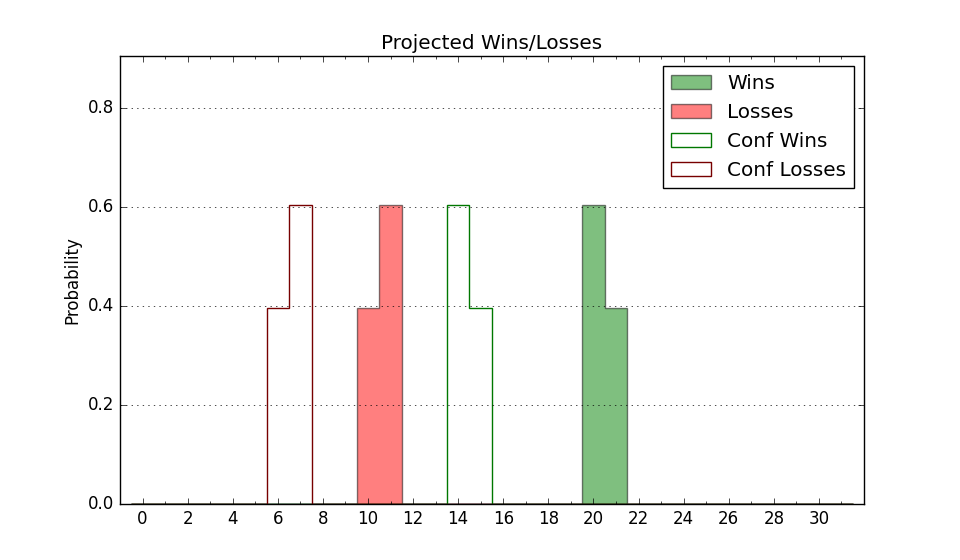 Projected Wins/Losses
Wins
Losses
Conf Wins
Conf Losses
Probability
0.8
0.6
0.4
0.2
0.0
0 2 4 6 8 10 12 14 16 18 20 22 24 26 28 30